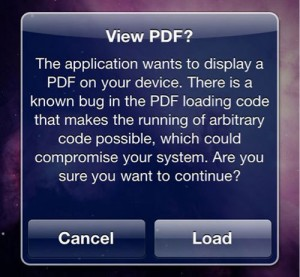 View PDF?
The application wants to display a
PDF on your device. There is a
known bug in the PDF loading code
that makes the running of arbitrary
code possible, which could
compromise your system. Are you
sure you want to continue?
Cancel Load